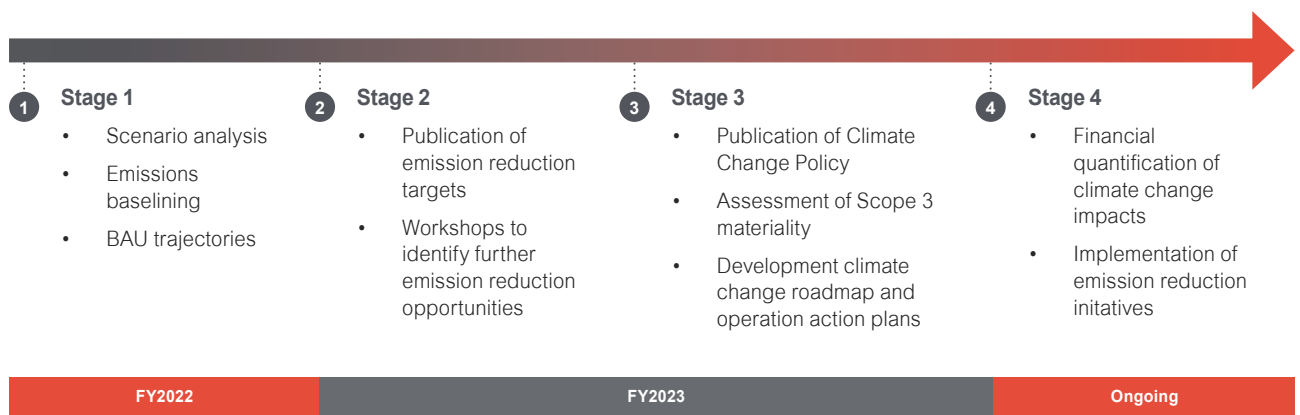 1
Stage 1
• Scenario analysis
• Emissions
baselining
• BAU trajectories
2
Stage 2
• Publication of
emission reduction
targets
• Workshops to
identify further
emission reduction
opportunities
3
Stage 3
• Publication of Climate
Change Policy
• Assessment of Scope 3
materiality
• Development climate
change roadmap and
operation action plans
4
Stage 4
• Financial
quantification of
climate change
impacts
• Implementation of
emission reduction
initatives
FY2022
FY2023
Ongoing